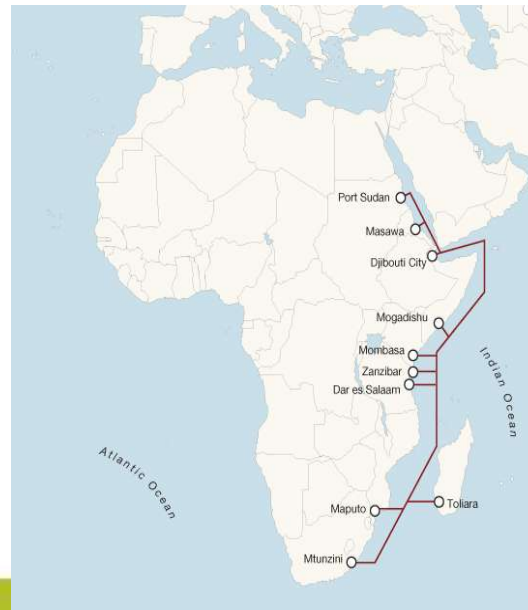 Port Sudan
Masawa
Djibouti City
Mogadishu
Mombasa
Zanzibar
Dar es Salaam
Indian Ocean
Atlantic Ocean
Maputo
Toliara
Mtunzini